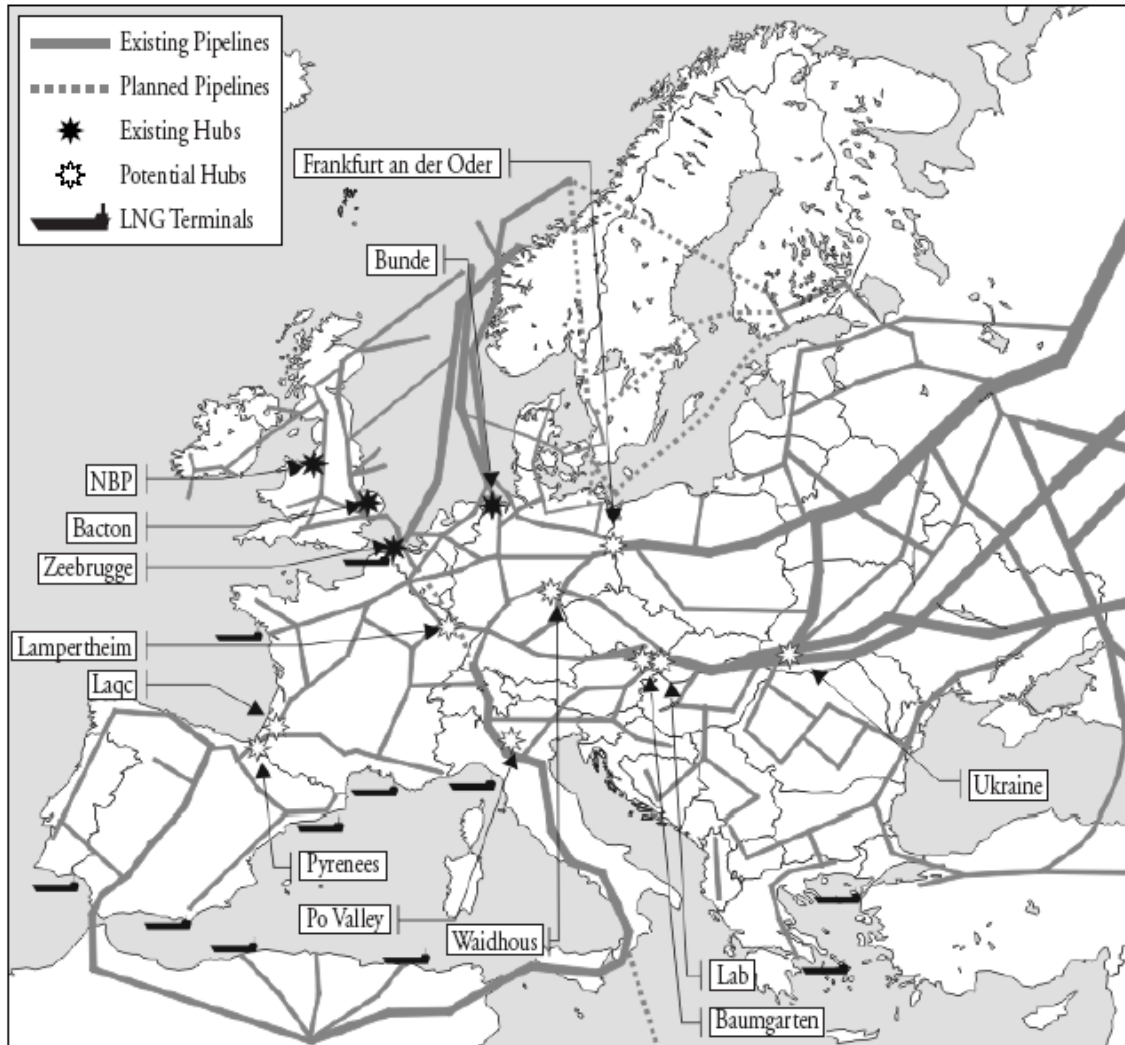 Existing Pipelines
Planned Pipelines
Existing Hubs
Potential Hubs
LNG Terminals
Frankfurt an der Oder
Bunde
NBP
Bacton
Zeebrugge
Lampertheim
Laqc
Ukraine
Pyrenees
Po Valley
Waidhous
Lab
Baumgarten